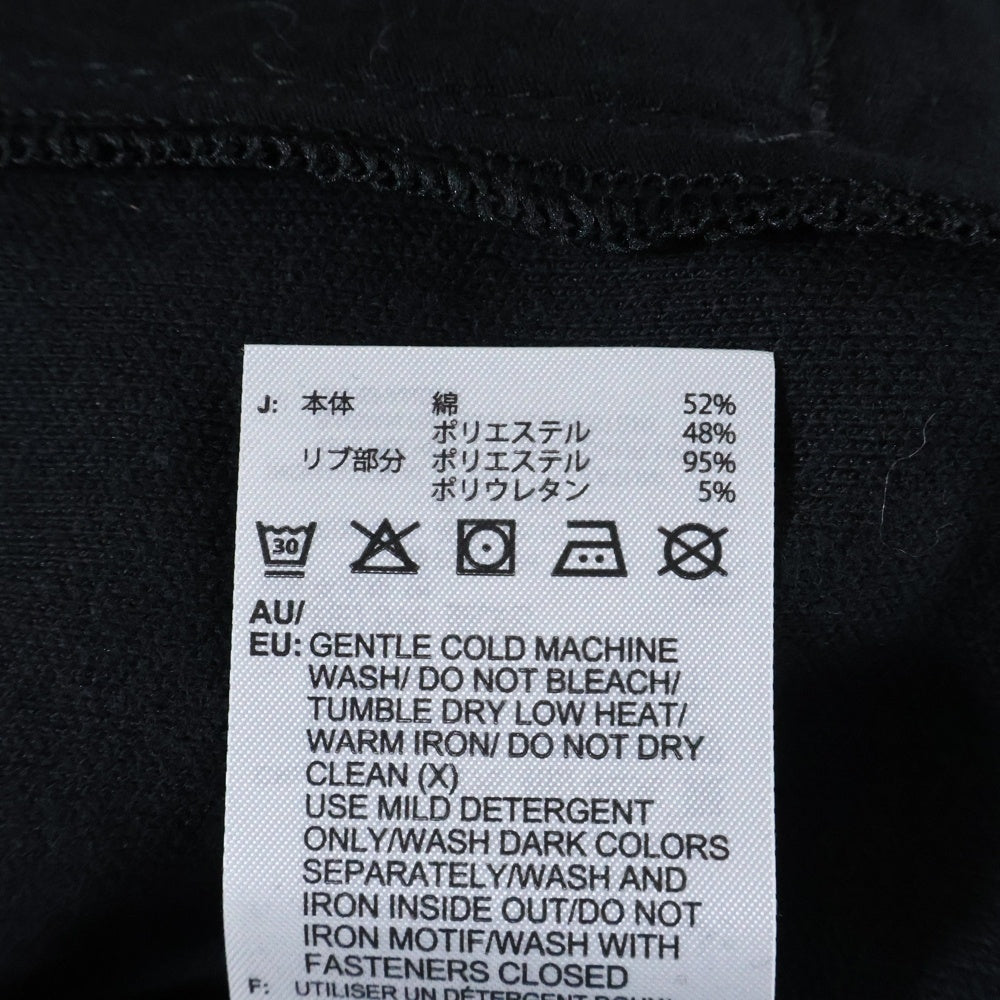 J: 本体 綿 52%
ポリエステル 48%
リブ部分 ポリエステル 95%
ポリウレタン 5%
30
AU/
EU: GENTLE COLD MACHINE
WASH/ DO NOT BLEACH/
TUMBLE DRY LOW HEAT/
WARM IRON/ DO NOT DRY
CLEAN (X)
USE MILD DETERGENT
ONLY/WASH DARK COLORS
SEPARATELY/WASH AND
IRON INSIDE OUT/DO NOT
IRON MOTIF/WASH WITH
FASTENERS CLOSED
F: UTILISER UN DÉTERGENT